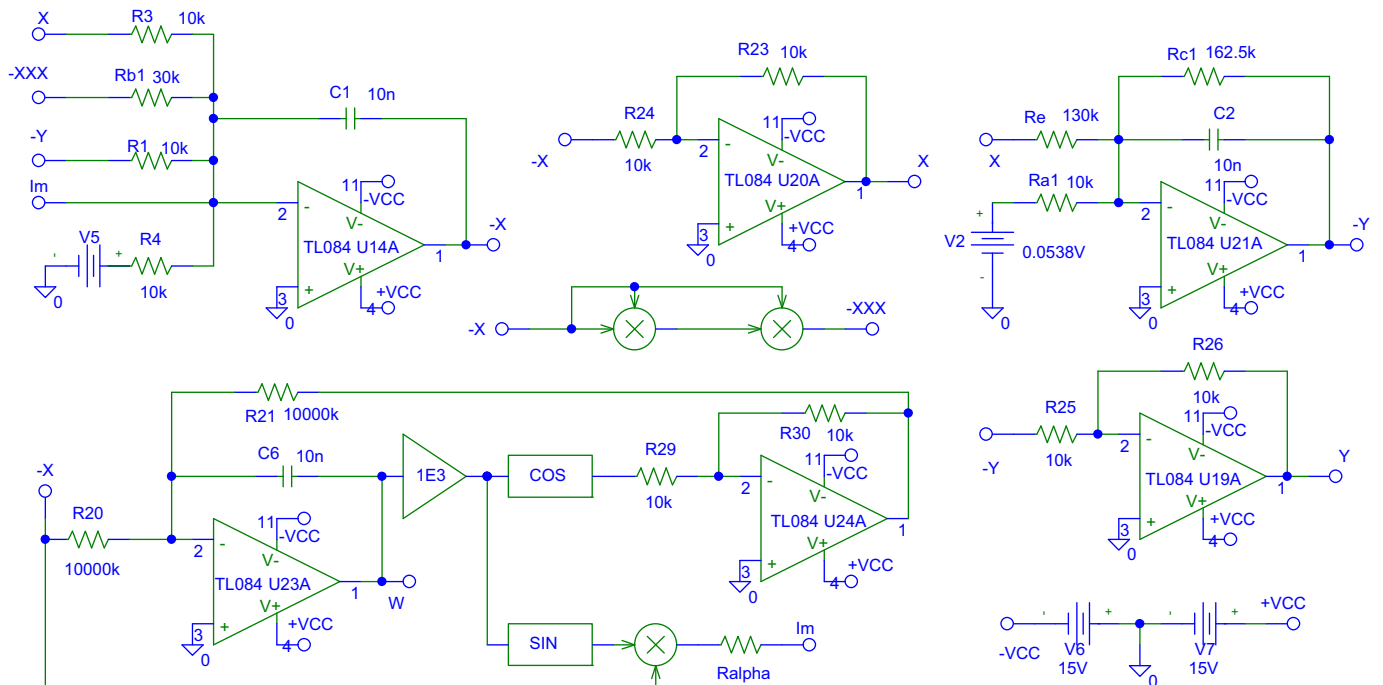 X
R3 10k
-XXX
Rb1 30k
-Y
R1 10k
Im
V5
- +
R4
10k
0
C1 10n
2
-
11
-VCC
V-
TL084 U14A
V+
+
3
0
+VCC
4
1
-X
R23
10k
R24
10k
-X
2
-
11
-VCC
V-
TL084 U20A
V+
+
3
0
+VCC
4
1
X
-X
-XXX
Rc1 162.5k
Re 130k
X
C2
10n
Ra1 10k
+
V2
0.0538V
-
0
2
-
11
-VCC
V-
TL084 U21A
V+
+
3
0
+VCC
4
1
-Y
R21 10000k
C6 10n
-X
R20
10000k
2
-
11
-VCC
V-
TL084 U23A
V+
+
3
0
+VCC
4
1
W
1E3
COS
R29
10k
R30 10k
2
-
11
-VCC
V-
TL084 U24A
V+
+
3
0
+VCC
4
1
SIN
Ralpha
Im
R26
10k
R25
10k
-Y
2
-
11
-VCC
V-
TL084 U19A
V+
+
3
0
+VCC
4
1
Y
-VCC
- +
V6
15V
0
- +
V7
15V
+VCC